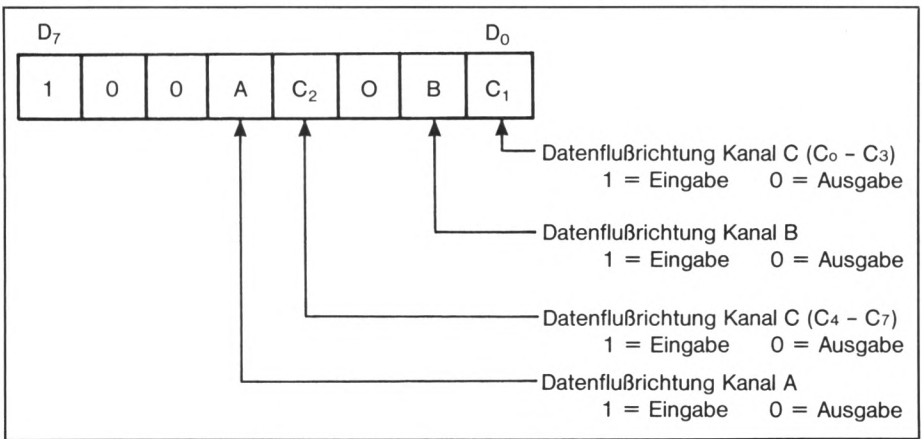 D7 D0
1 0 0 A C2 O B C1
Datenflußrichtung Kanal C (C0 – C3)
1 = Eingabe 0 = Ausgabe
Datenflußrichtung Kanal B
1 = Eingabe 0 = Ausgabe
Datenflußrichtung Kanal C (C4 – C7)
1 = Eingabe 0 = Ausgabe
Datenflußrichtung Kanal A
1 = Eingabe 0 = Ausgabe